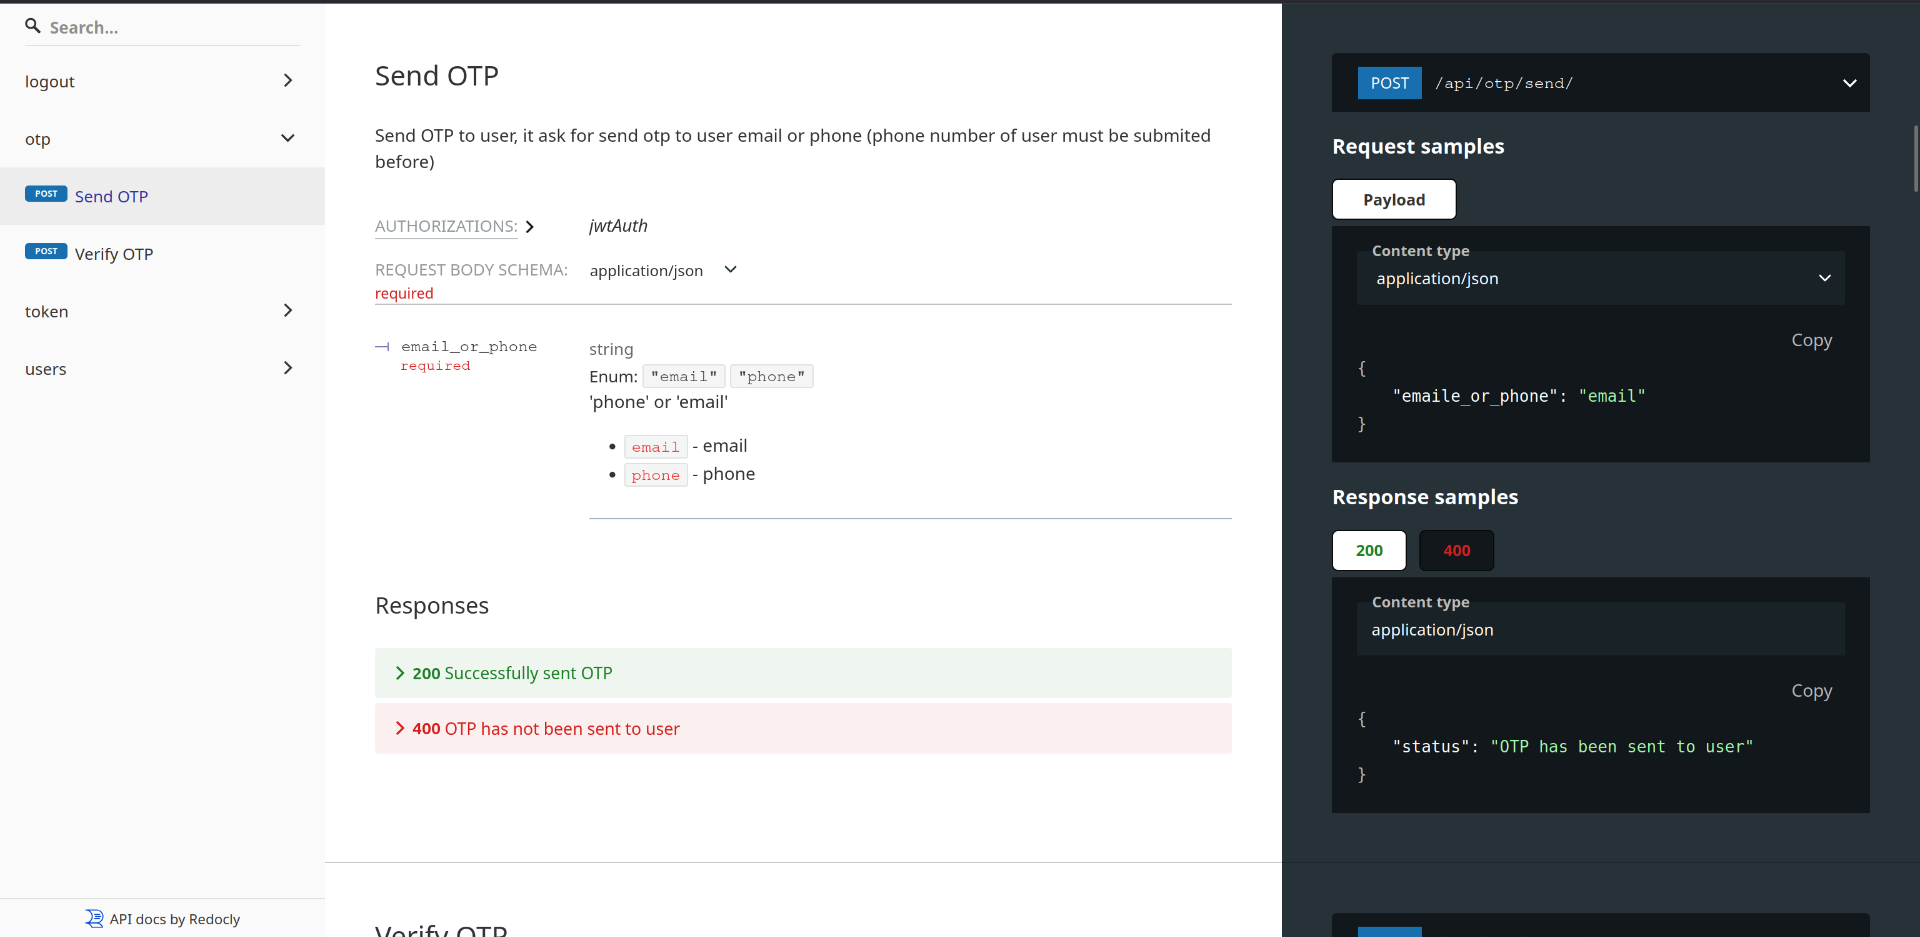 Search...
logout
otp
POST Send OTP
POST Verify OTP
token
users
API docs by Redocly
Send OTP
Send OTP to user, it ask for send otp to user email or phone (phone number of user must be submited
before)
AUTHORIZATIONS: jwtAuth
REQUEST BODY SCHEMA: application/json
required
email_or_phone string
required
Enum: "email" "phone"
'phone' or 'email'
email - email
phone - phone
Responses
200 Successfully sent OTP
400 OTP has not been sent to user
Verify OTP
POST /api/otp/send/
Request samples
Payload
Content type
application/json
Copy
{
"emaile_or_phone": "email"
}
Response samples
200 400
Content type
application/json
Copy
{
"status": "OTP has been sent to user"
}